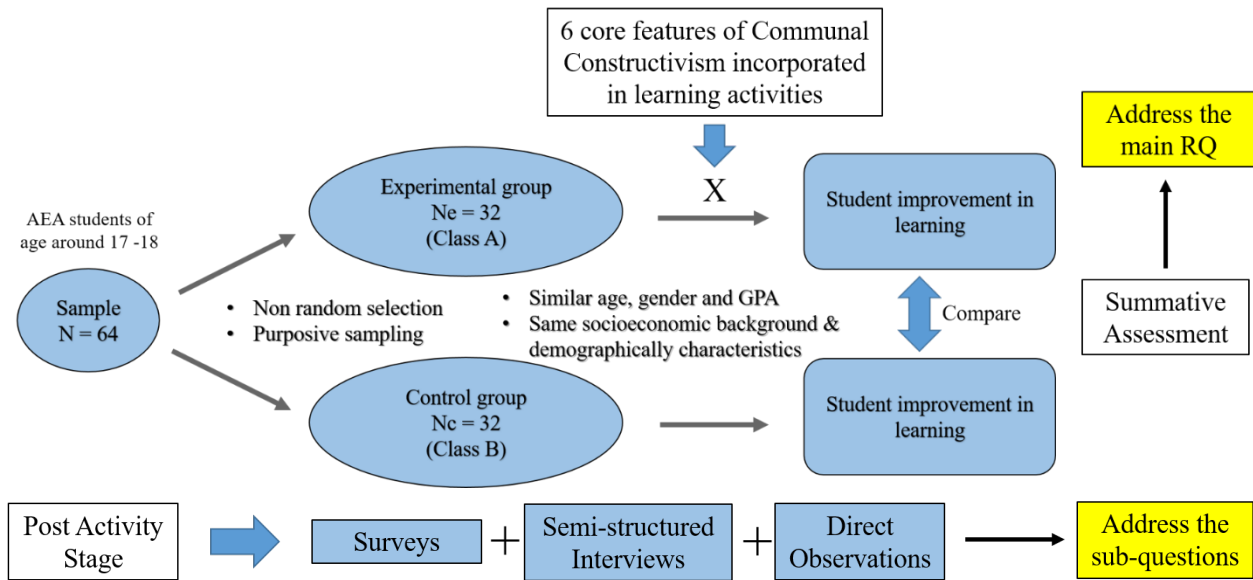 6 core features of Communal
Constructivism incorporated
in learning activities
Address the
main RQ
AEA students of
age around 17 -18
Sample
N = 64
Experimental group
Ne = 32
(Class A)
X
Student improvement in
learning
• Non random selection
• Purposive sampling
• Similar age, gender and GPA
• Same socioeconomic background &
demographically characteristics
Compare
Summative
Assessment
Control group
Nc = 32
(Class B)
Student improvement in
learning
Post Activity
Stage
Surveys
+
Semi-structured
Interviews
+
Direct
Observations
Address the
sub-questions